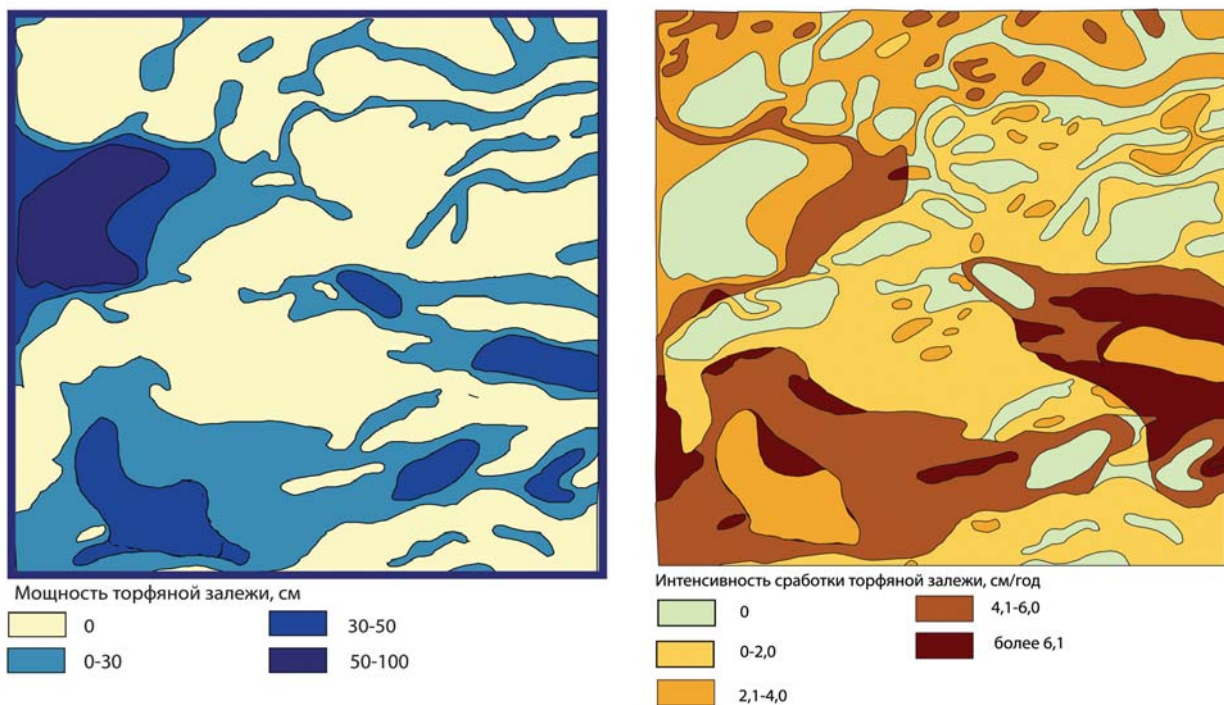 Мощность торфяной залежи, см
0
30-50
0-30
50-100
Интенсивность сработки торфяной залежи, см/год
0
4,1-6,0
0-2,0
более 6,1
2,1-4,0